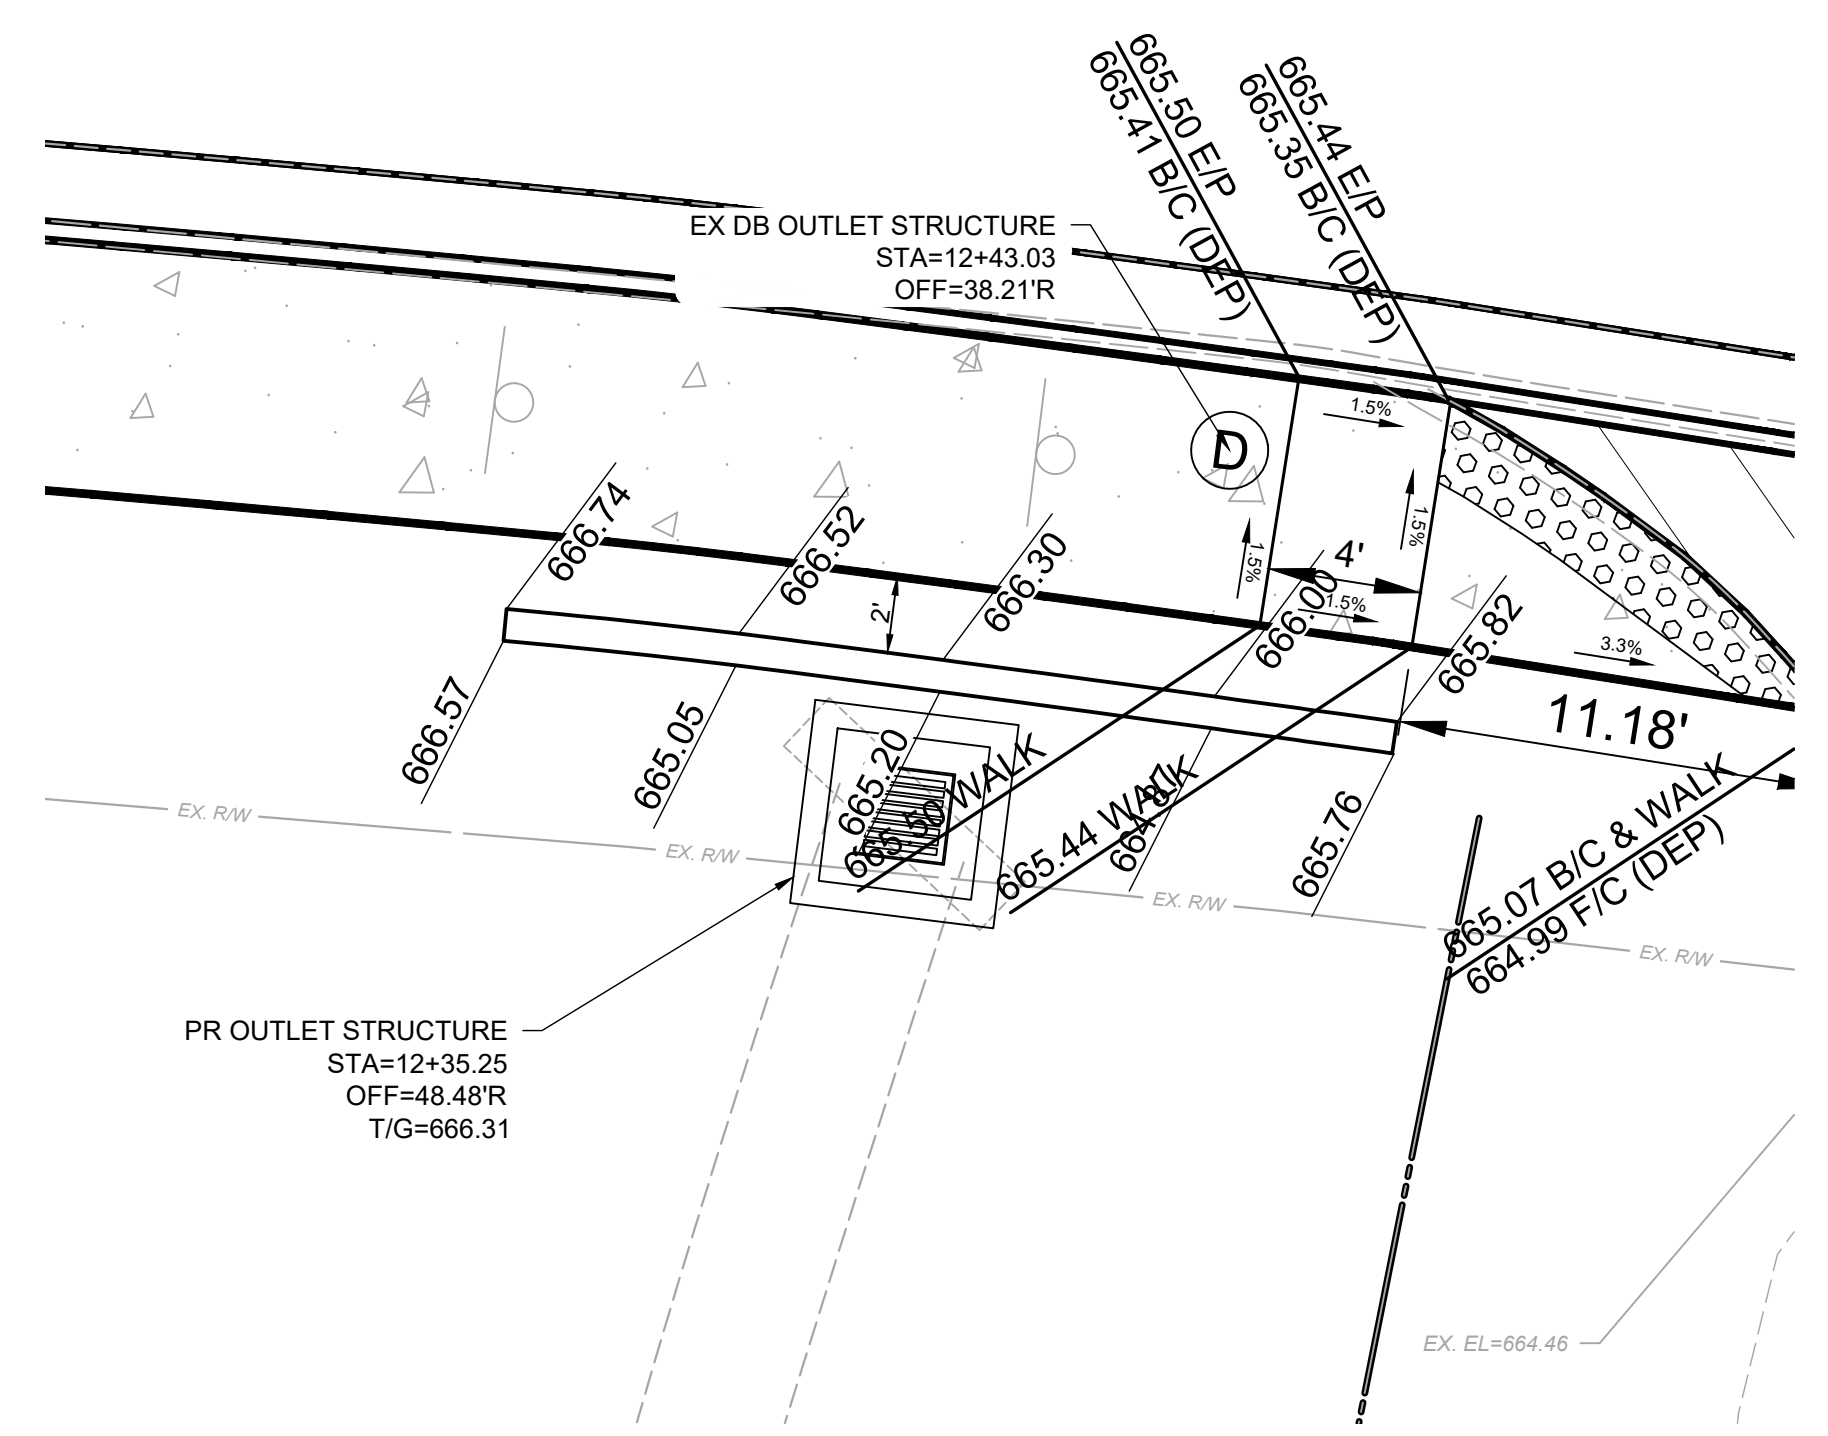 665.50 E/P
665.41 B/C (DEP)
665.44 E/P
665.35 B/C (DEP)
EX DB OUTLET STRUCTURE
STA=12+43.03
OFF=38.21'R
1.5%
D
666.74
666.52
666.30
1.5%
1.5%
4'
666.00
1.5%
665.82
2'
3.3%
11.18'
666.57
665.05
665.20
665.50 WALK
665.44 WALK
665.76
EX. R/W
EX. R/W
EX. R/W
EX. R/W
665.07 B/C & WALK
664.99 F/C (DEP)
PR OUTLET STRUCTURE
STA=12+35.25
OFF=48.48'R
T/G=666.31
EX. EL=664.46